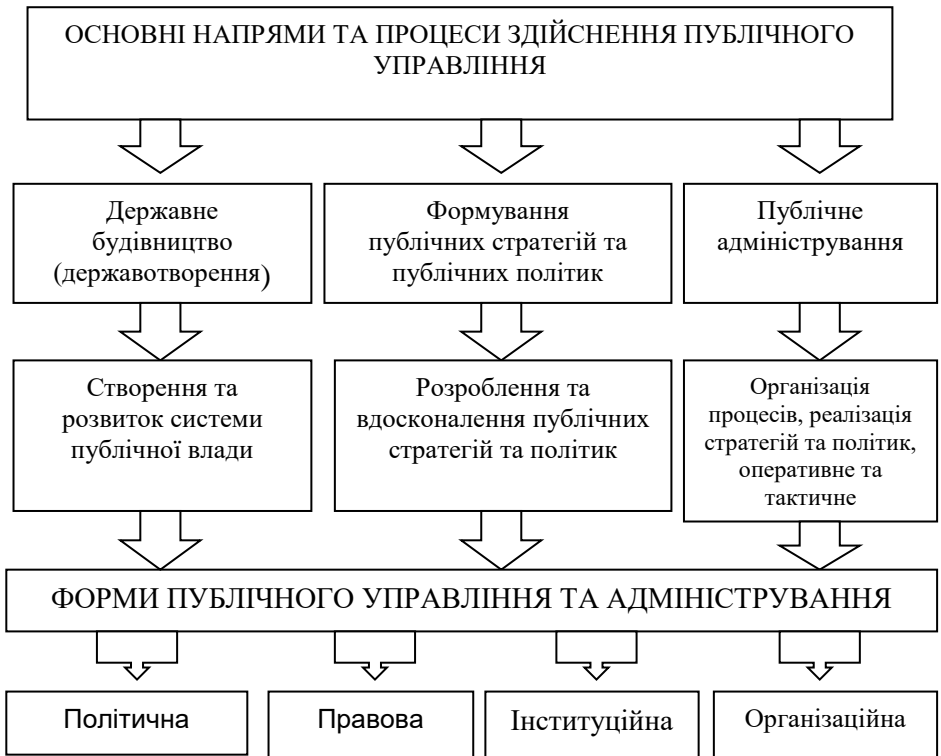 ОСНОВНІ НАПРЯМИ ТА ПРОЦЕСИ ЗДІЙСНЕННЯ ПУБЛІЧНОГО
УПРАВЛІННЯ
Державне
будівництво
(державотворення)
Формування
публічних стратегій та
публічних політик
Публічне
адміністрування
Створення та
розвиток системи
публічної влади
Розроблення та
вдосконалення публічних
стратегій та політик
Організація
процесів, реалізація
стратегій та політик,
оперативне та
тактичне
ФОРМИ ПУБЛІЧНОГО УПРАВЛІННЯ ТА АДМІНІСТРУВАННЯ
Політична
Правова
Інституційна
Організаційна